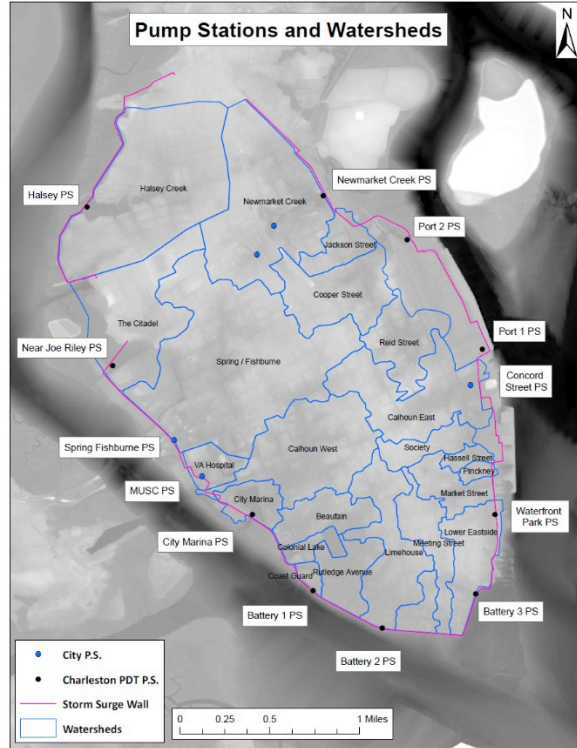 Pump Stations and Watersheds
N
Newmarket Creek PS
Halsey Creek
Halsey PS
Newmarket Creek
Port 2 PS
Jackson Street
Cooper Street
The Citadel
Port 1 PS
Near Joe Riley PS
Reid Street
Spring / Fishburne
Concord
Street PS
Calhoun East
Spring Fishburne PS
Calhoun West
Society
Hassell Street
VA Hospital
Pinckney
MUSC PS
Market Street
City Marina
Beaufain
Waterfront
Park PS
Lower Eastside
City Marina PS
Meeting Street
Colonial Lake
Limehouse
Coast Guard
Rutledge Avenue
Battery 1 PS
Battery 3 PS
Battery 2 PS
City P.S.
Charleston PDT P.S.
Storm Surge Wall
Watersheds
0 0.25 0.5 1 Miles